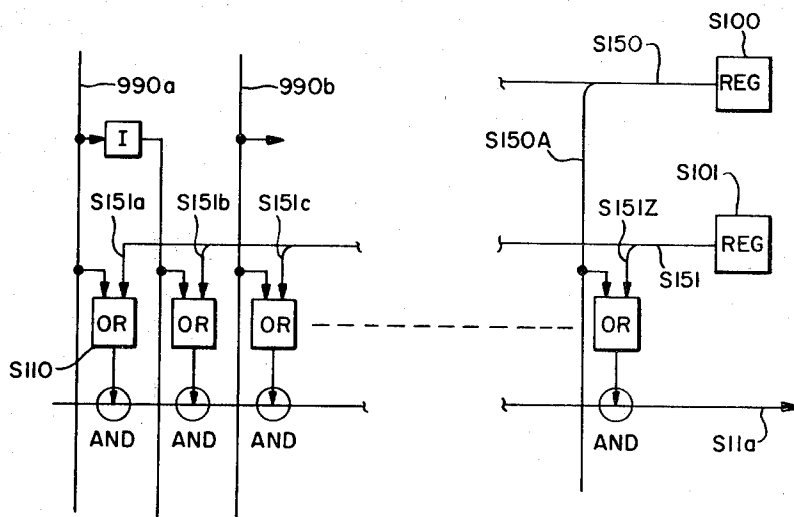 S100
S150
REG
990a
990b
I
S150A
S101
S151a
S151b
S151c
S151Z
REG
S151
OR
OR
OR
OR
S110
AND
AND
AND
AND
S11a